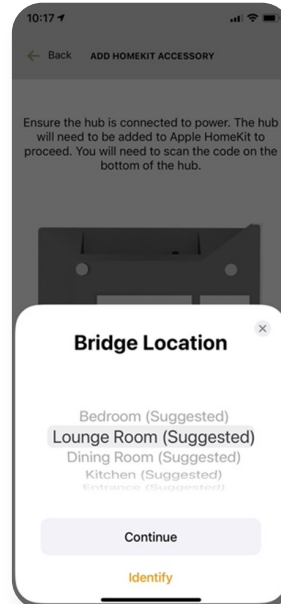 10:17
Back ADD HOMEKIT ACCESSORY
Ensure the hub is connected to power. The hub
will need to be added to Apple HomeKit to
proceed. You will need to scan the code on the
bottom of the hub.
Bridge Location
Bedroom (Suggested)
Lounge Room (Suggested)
Dining Room (Suggested)
Kitchen (Suggested)
Entrance (Suggested)
Continue
Identify